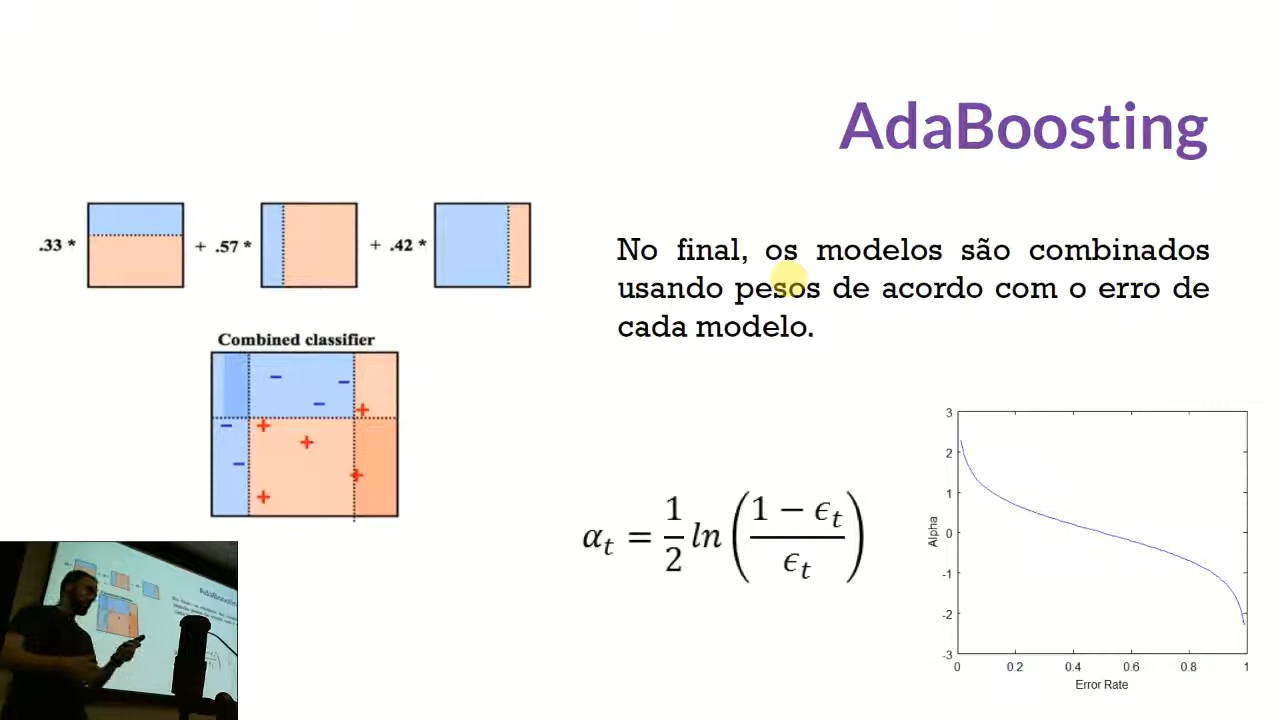 AdaBoosting
.33 * + .57 * + .42 *
No final, os modelos são combinados
usando pesos de acordo com o erro de
cada modelo.
Combined classifier
α_t = 1/2 ln ( (1 − ϵ_t) / ϵ_t )
3
2
1
0
-1
-2
-3
Alpha
0 0.2 0.4 0.6 0.8 1
Error Rate
AdaBoosting